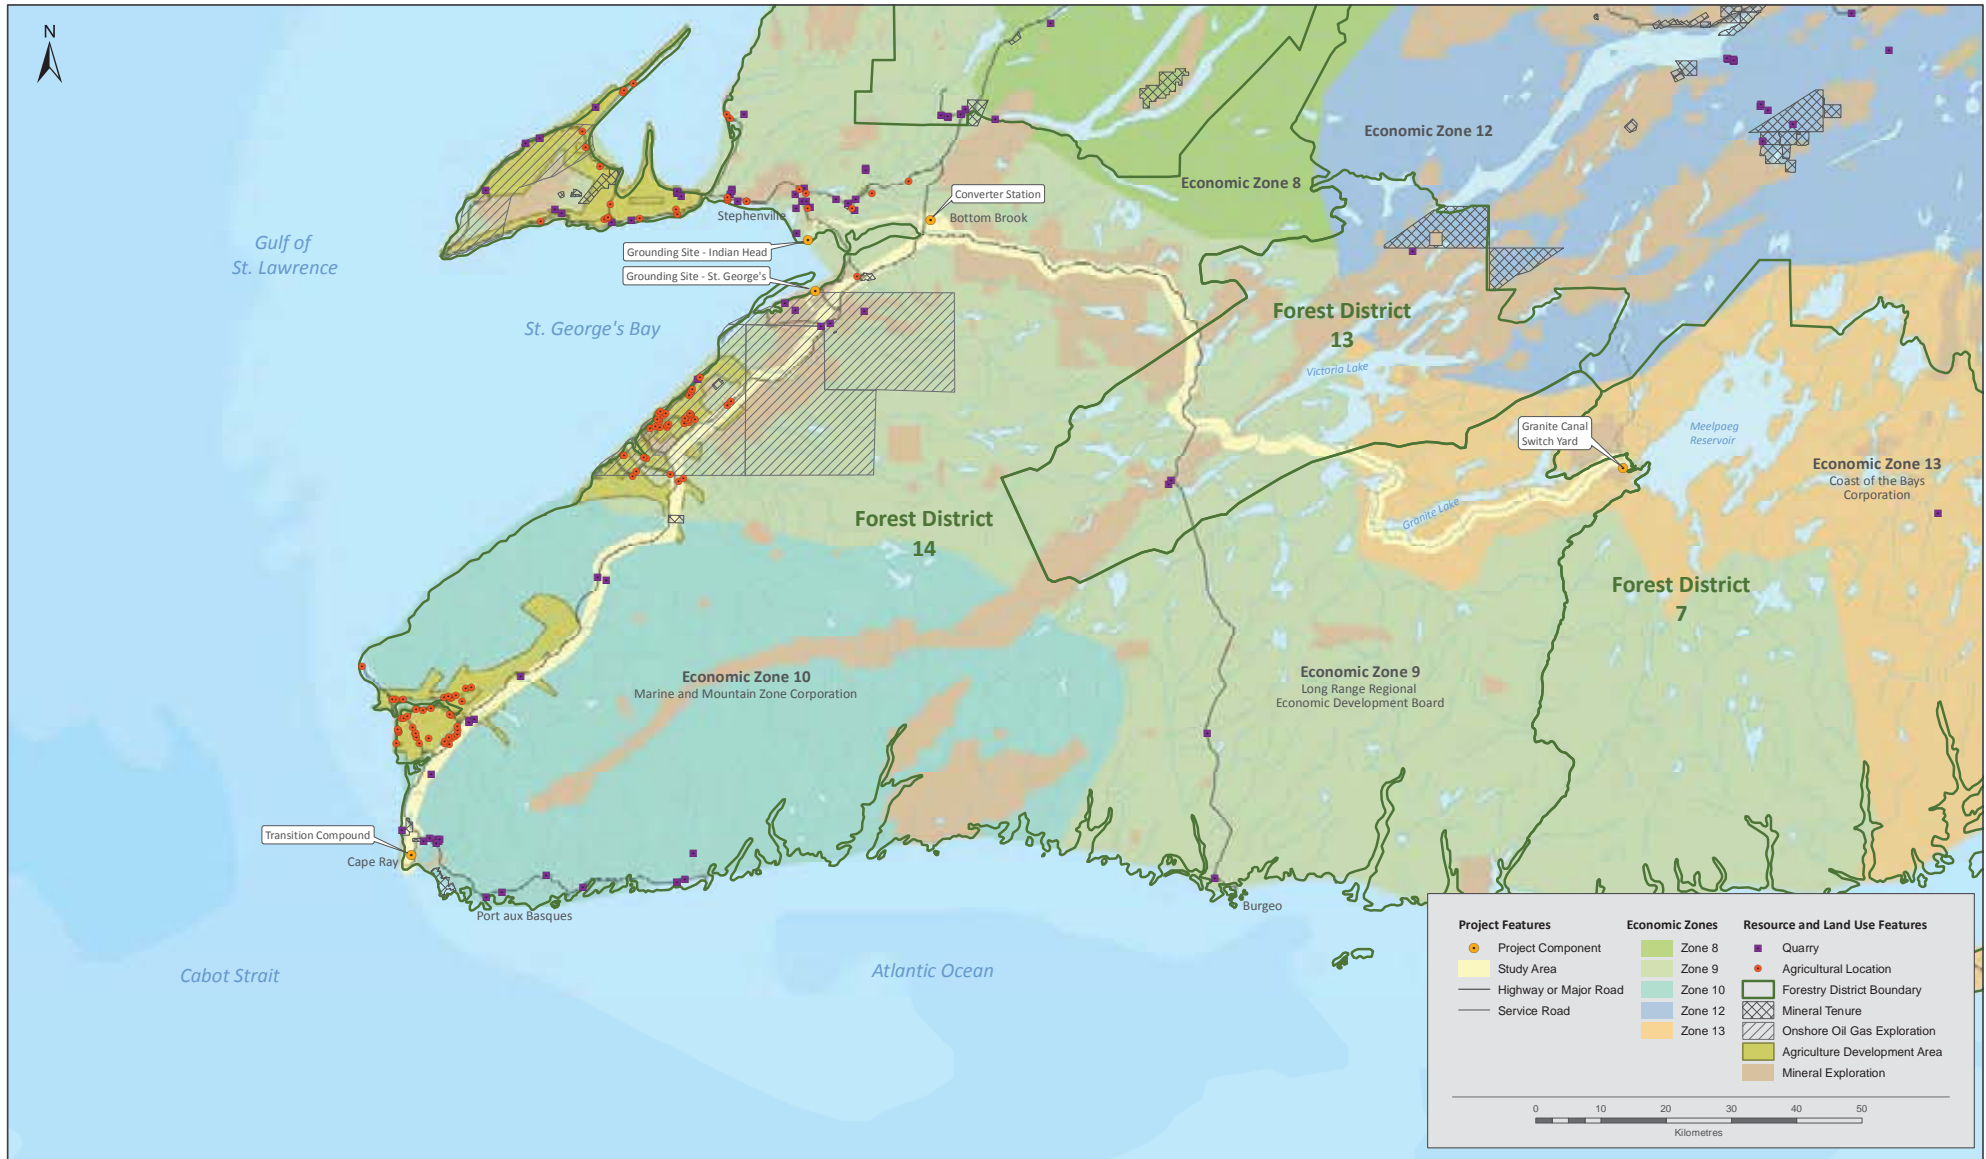 N
Economic Zone 12
Economic Zone 8
Converter Station
Stephenville
Bottom Brook
Gulf of
St. Lawrence
Grounding Site - Indian Head
Grounding Site - St. George's
St. George's Bay
Forest District
13
Victoria Lake
Granite Canal
Switch Yard
Meelpaeg
Reservoir
Economic Zone 13
Coast of the Bays
Corporation
Granite Lake
Forest District
14
Forest District
7
Economic Zone 10
Marine and Mountain Zone Corporation
Economic Zone 9
Long Range Regional
Economic Development Board
Transition Compound
Cape Ray
Port aux Basques
Burgeo
Cabot Strait
Atlantic Ocean
Project Features
Project Component
Study Area
Highway or Major Road
Service Road
Economic Zones
Zone 8
Zone 9
Zone 10
Zone 12
Zone 13
Resource and Land Use Features
Quarry
Agricultural Location
Forestry District Boundary
Mineral Tenure
Onshore Oil Gas Exploration
Agriculture Development Area
Mineral Exploration
0 10 20 30 40 50
Kilometres